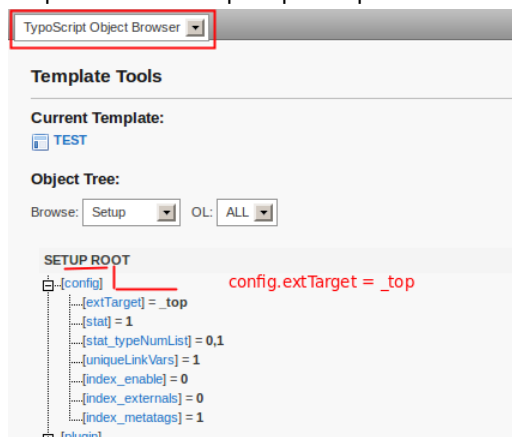 TypoScript Object Browser
Template Tools
Current Template:
TEST
Object Tree:
Browse: Setup OL: ALL
SETUP ROOT
[config] config.extTarget = _top
[extTarget] = _top
[stat] = 1
[stat_typeNumList] = 0,1
[uniqueLinkVars] = 1
[index_enable] = 0
[index_externals] = 0
[index_metatags] = 1
[plugin]